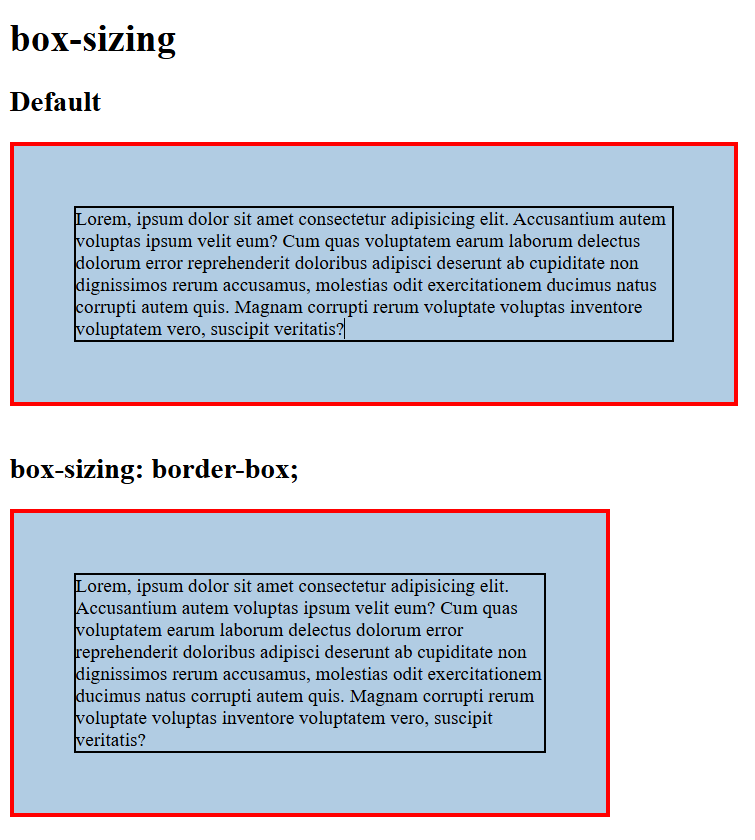 box-sizing
Default
Lorem, ipsum dolor sit amet consectetur adipisicing elit. Accusantium autem
voluptas ipsum velit eum? Cum quas voluptatem earum laborum delectus
dolorum error reprehenderit doloribus adipisci deserunt ab cupiditate non
dignissimos rerum accusamus, molestias odit exercitationem ducimus natus
corrupti autem quis. Magnam corrupti rerum voluptate voluptas inventore
voluptatem vero, suscipit veritatis?
box-sizing: border-box;
Lorem, ipsum dolor sit amet consectetur adipisicing elit.
Accusantium autem voluptas ipsum velit eum? Cum quas
voluptatem earum laborum delectus dolorum error
reprehenderit doloribus adipisci deserunt ab cupiditate non
dignissimos rerum accusamus, molestias odit exercitationem
ducimus natus corrupti autem quis. Magnam corrupti rerum
voluptate voluptas inventore voluptatem vero, suscipit
veritatis?